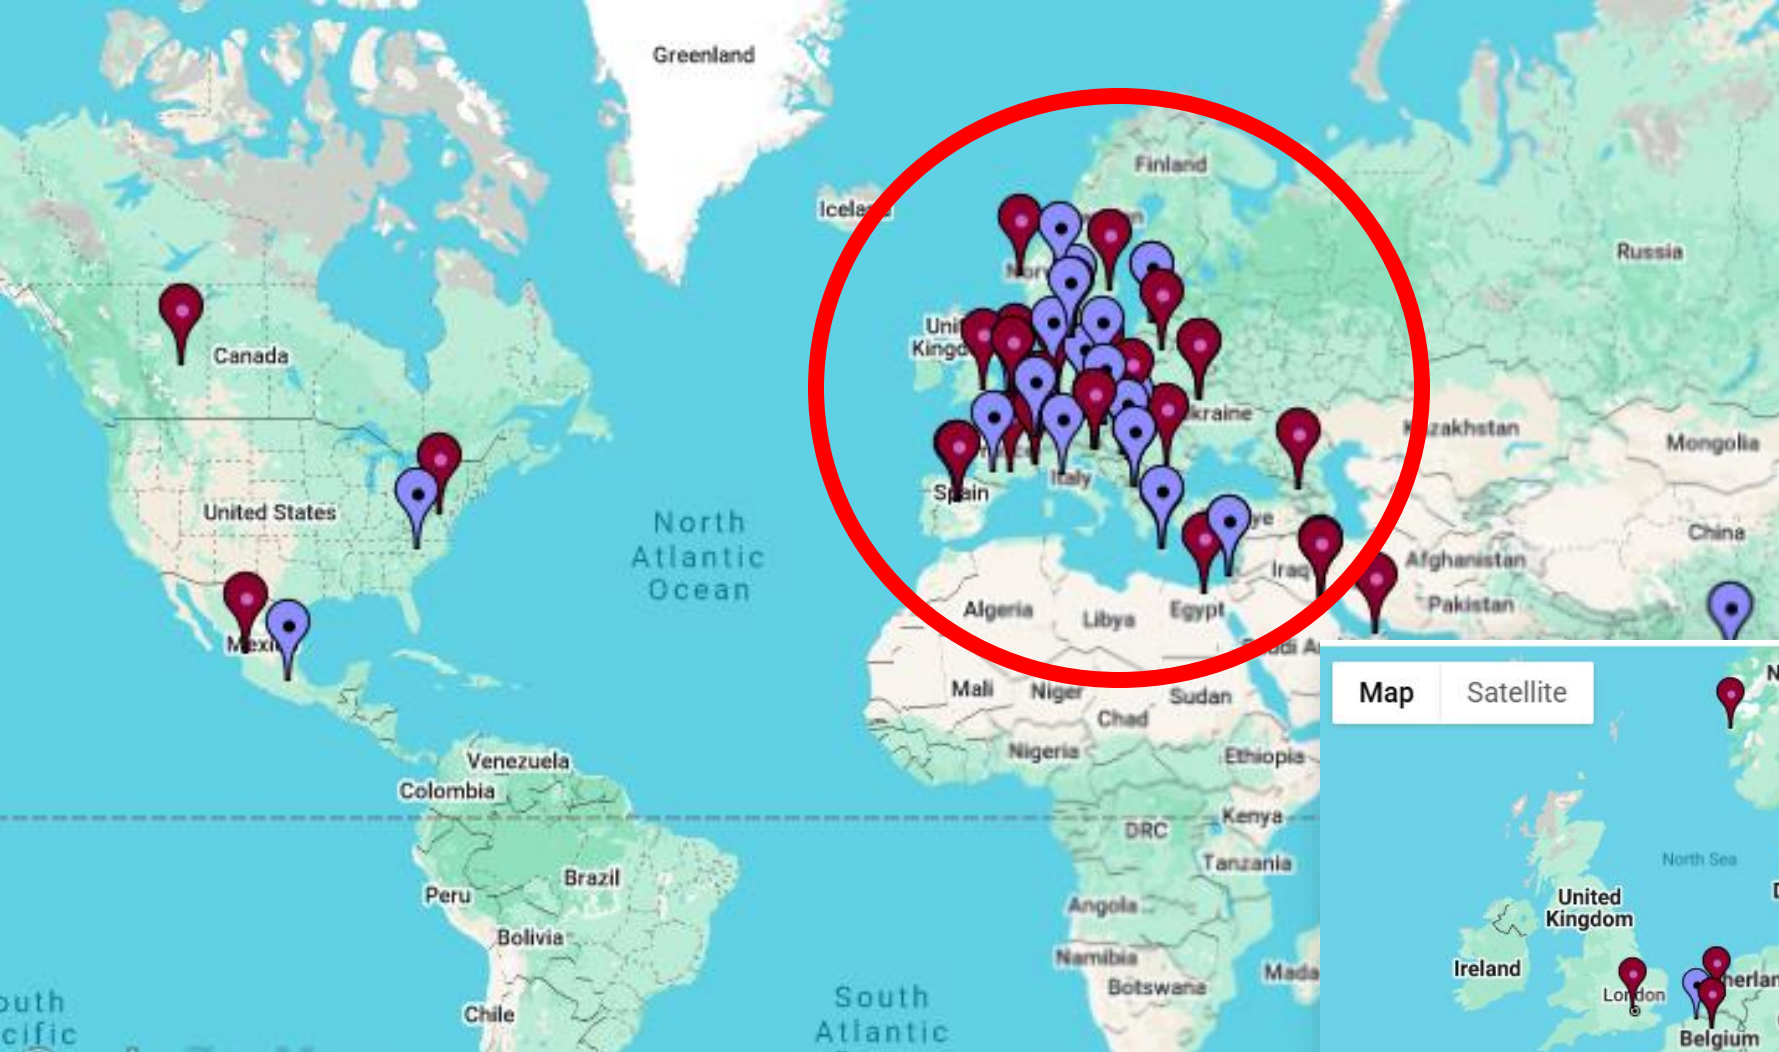 Greenland
Finland
Russia
Canada
Kazakhstan
Mongolia
United States
Spain
Italy
China
North
Atlantic
Ocean
Iraq
Afghanistan
Algeria
Libya
Egypt
Pakistan
Mali
Niger
Sudan
Chad
Venezuela
Nigeria
Ethiopia
Colombia
Kenya
DRC
Tanzania
Brazil
Peru
Angola
Bolivia
Namibia
Botswana
Chile
South
Atlantic
Map
Satellite
North Sea
United
Kingdom
Ireland
London
Belgium